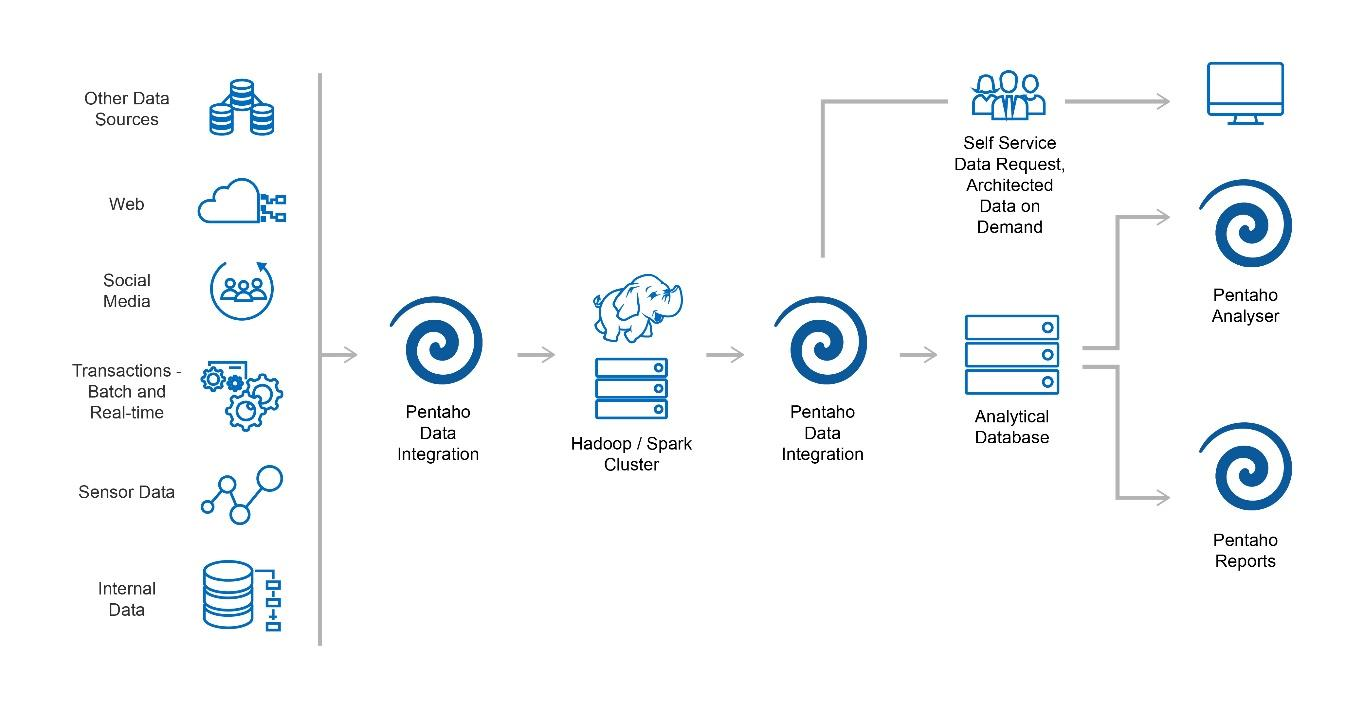 Other Data
Sources
Web
Social
Media
Transactions -
Batch and
Real-time
Sensor Data
Internal
Data
Pentaho
Data
Integration
Hadoop / Spark
Cluster
Pentaho
Data
Integration
Self Service
Data Request,
Architected
Data on
Demand
Analytical
Database
Pentaho
Analyser
Pentaho
Reports